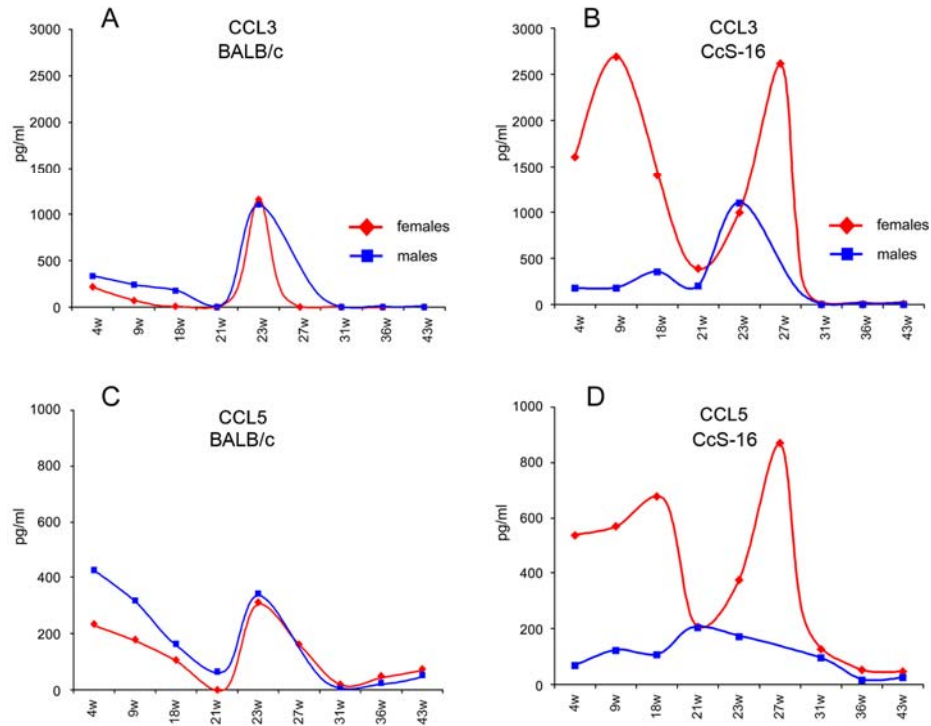 A
CCL3
BALB/c
pg/ml
3000
2500
2000
1500
1000
500
0
4w
9w
18w
21w
23w
27w
31w
36w
43w
females
males
B
CCL3
CcS-16
pg/ml
3000
2500
2000
1500
1000
500
0
4w
9w
18w
21w
23w
27w
31w
36w
43w
females
males
C
CCL5
BALB/c
pg/ml
1000
800
600
400
200
0
4w
9w
18w
21w
23w
27w
31w
36w
43w
D
CCL5
CcS-16
pg/ml
1000
800
600
400
200
0
4w
9w
18w
21w
23w
27w
31w
36w
43w